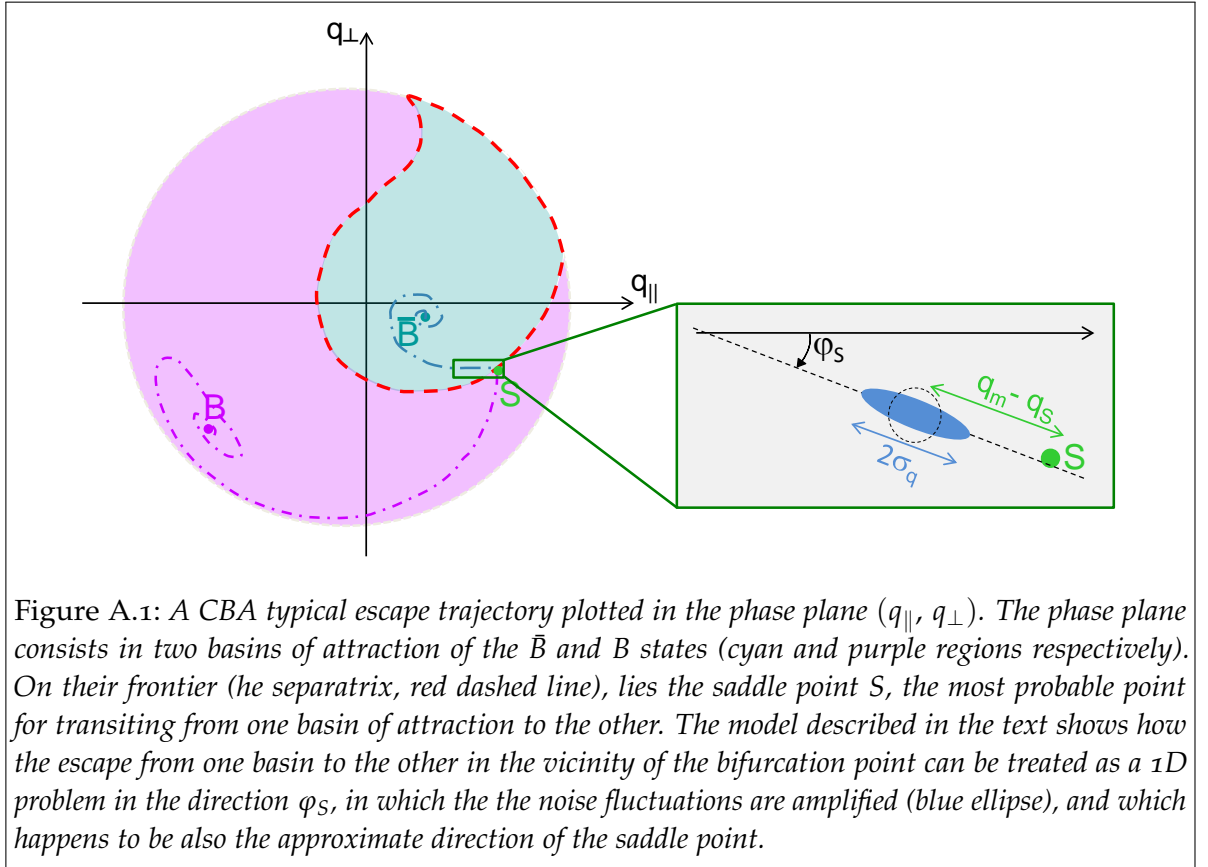 q⊥
q∥
B̄
B
S
φS
qm - qS
2σq
S
Figure A.1: A CBA typical escape trajectory plotted in the phase plane (q∥, q⊥). The phase plane
consists in two basins of attraction of the B̄ and B states (cyan and purple regions respectively).
On their frontier (he separatrix, red dashed line), lies the saddle point S, the most probable point
for transiting from one basin of attraction to the other. The model described in the text shows how
the escape from one basin to the other in the vicinity of the bifurcation point can be treated as a 1D
problem in the direction φS, in which the the noise fluctuations are amplified (blue ellipse), and which
happens to be also the approximate direction of the saddle point.